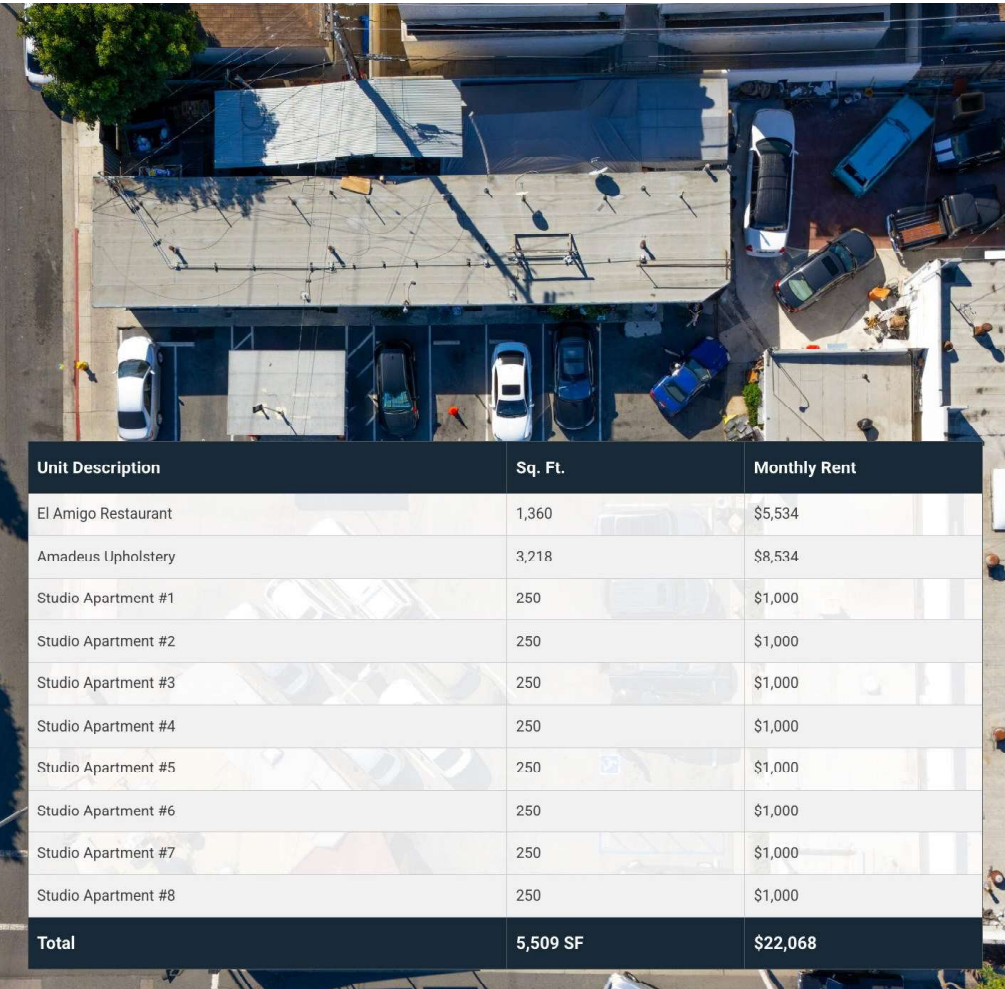 Unit Description Sq. Ft. Monthly Rent
El Amigo Restaurant 1,360 $5,534
Amadeus Upholstery 3,218 $8,534
Studio Apartment #1 250 $1,000
Studio Apartment #2 250 $1,000
Studio Apartment #3 250 $1,000
Studio Apartment #4 250 $1,000
Studio Apartment #5 250 $1,000
Studio Apartment #6 250 $1,000
Studio Apartment #7 250 $1,000
Studio Apartment #8 250 $1,000
Total 5,509 SF $22,068